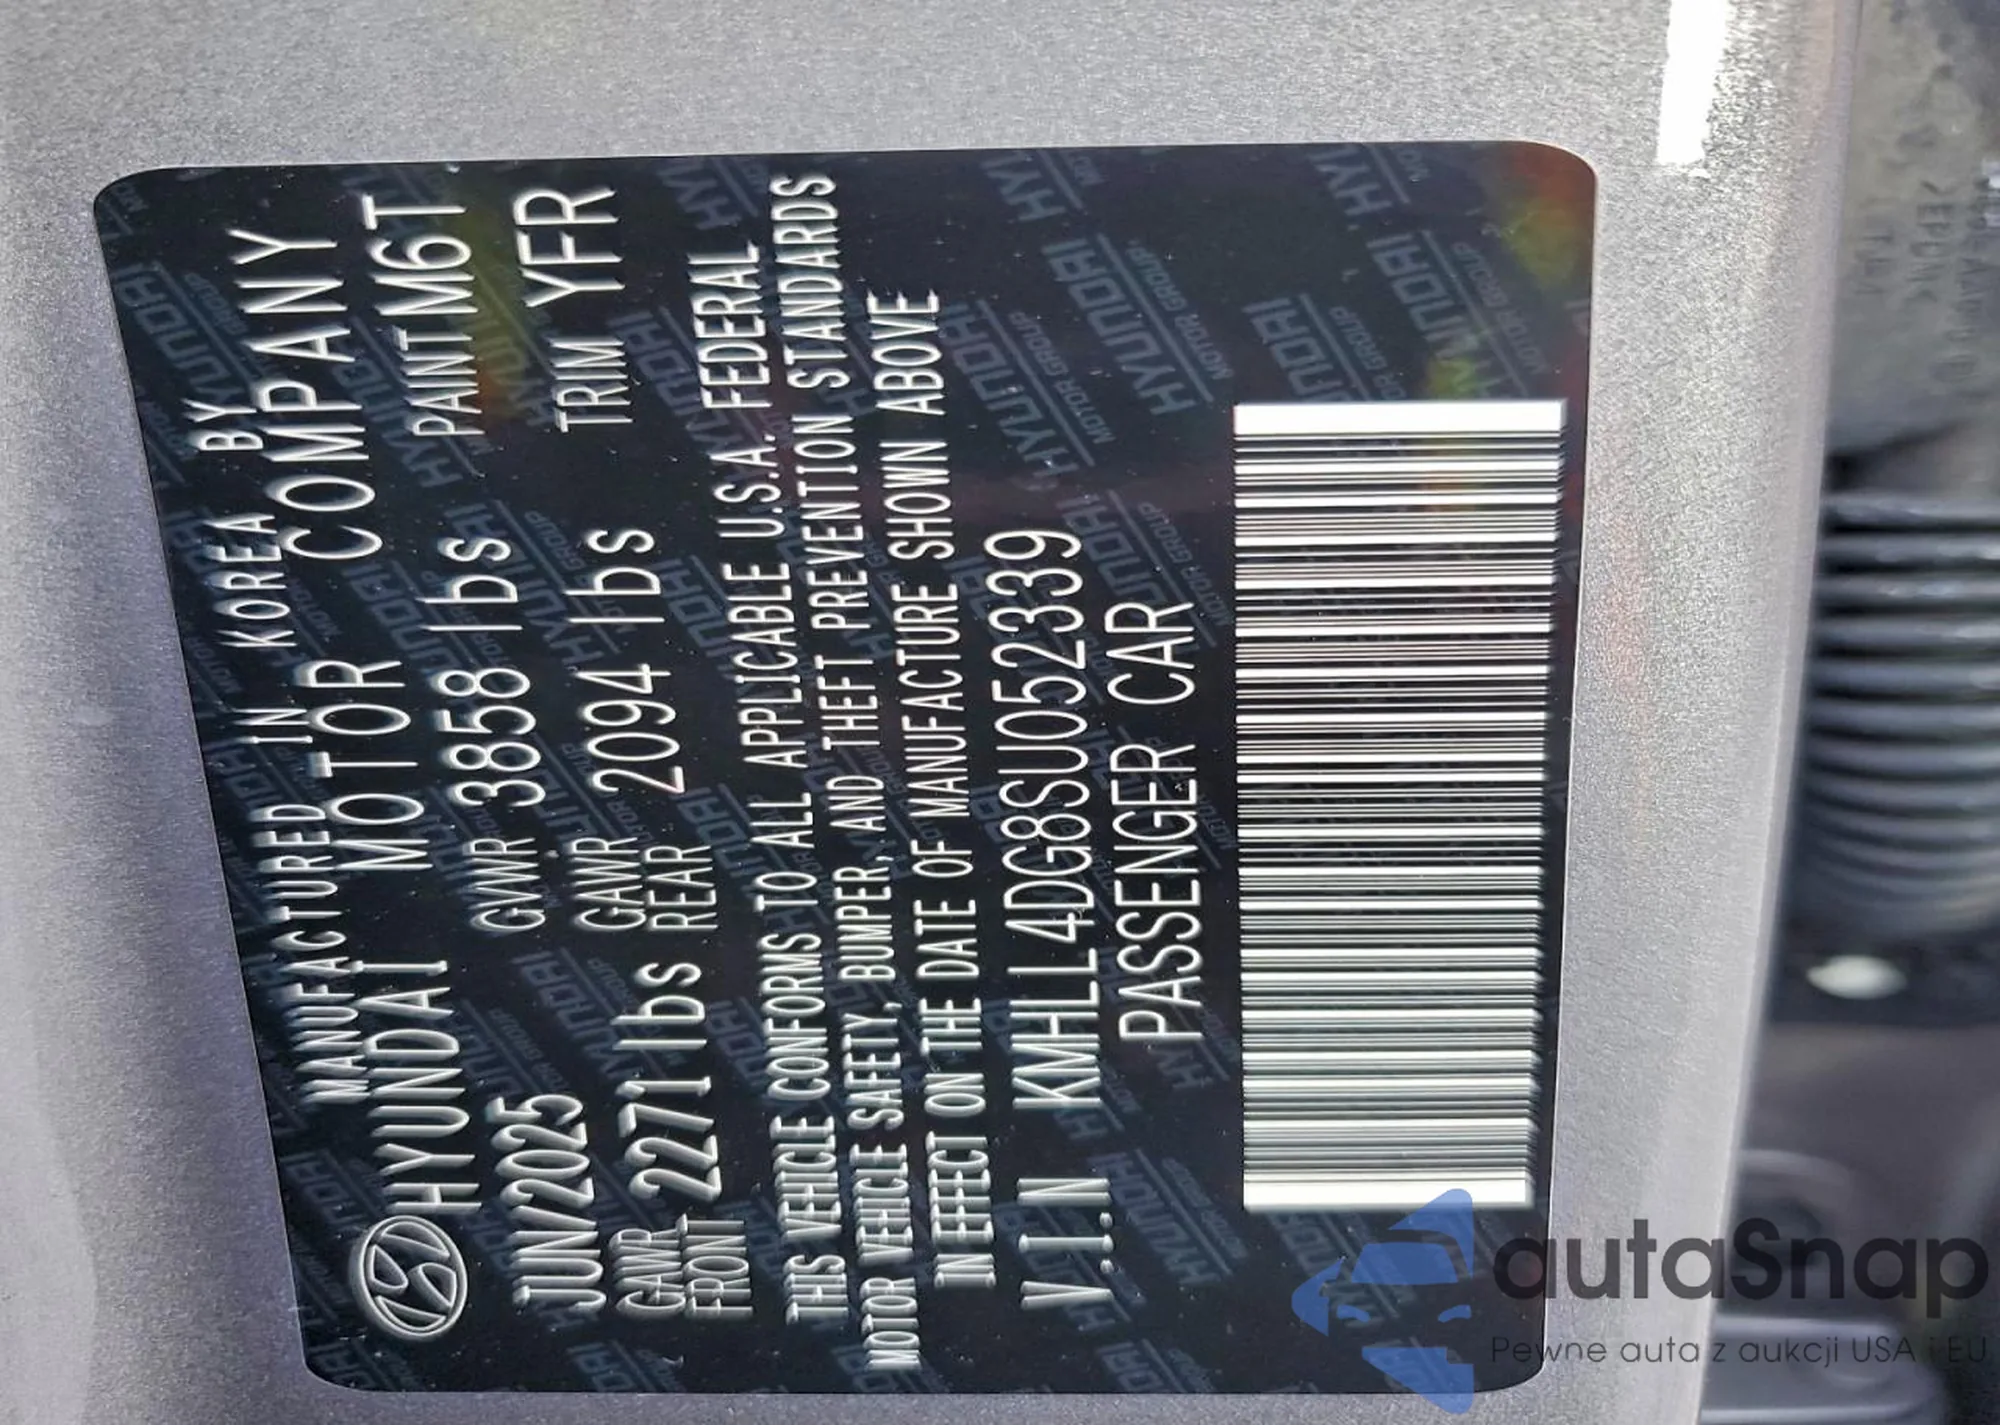 MANUFACTURED IN KOREA BY
HYUNDAI MOTOR COMPANY
JUN/2025 GVWR 3858 lbs PAINT M6T
GAWR FRONT 2271 lbs GAWR REAR 2094 lbs TRIM YFR
THIS VEHICLE CONFORMS TO ALL APPLICABLE U.S.A. FEDERAL
MOTOR VEHICLE SAFETY, BUMPER, AND THEFT PREVENTION STANDARDS
IN EFFECT ON THE DATE OF MANUFACTURE SHOWN ABOVE
V.I.N KMHLL4DG8SU052339
PASSENGER CAR
autaSnap
Pewne auta z aukcji USA i EU